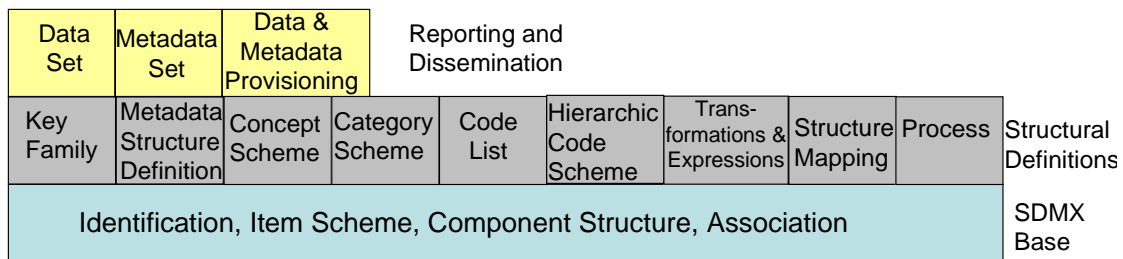 Data
Set
Metadata
Set
Data &
Metadata
Provisioning
Reporting and
Dissemination
Key
Family
Metadata
Structure
Definition
Concept
Scheme
Category
Scheme
Code
List
Hierarchic
Code
Scheme
Trans-
formations &
Expressions
Structure
Mapping
Process
Structural
Definitions
Identification, Item Scheme, Component Structure, Association
SDMX
Base